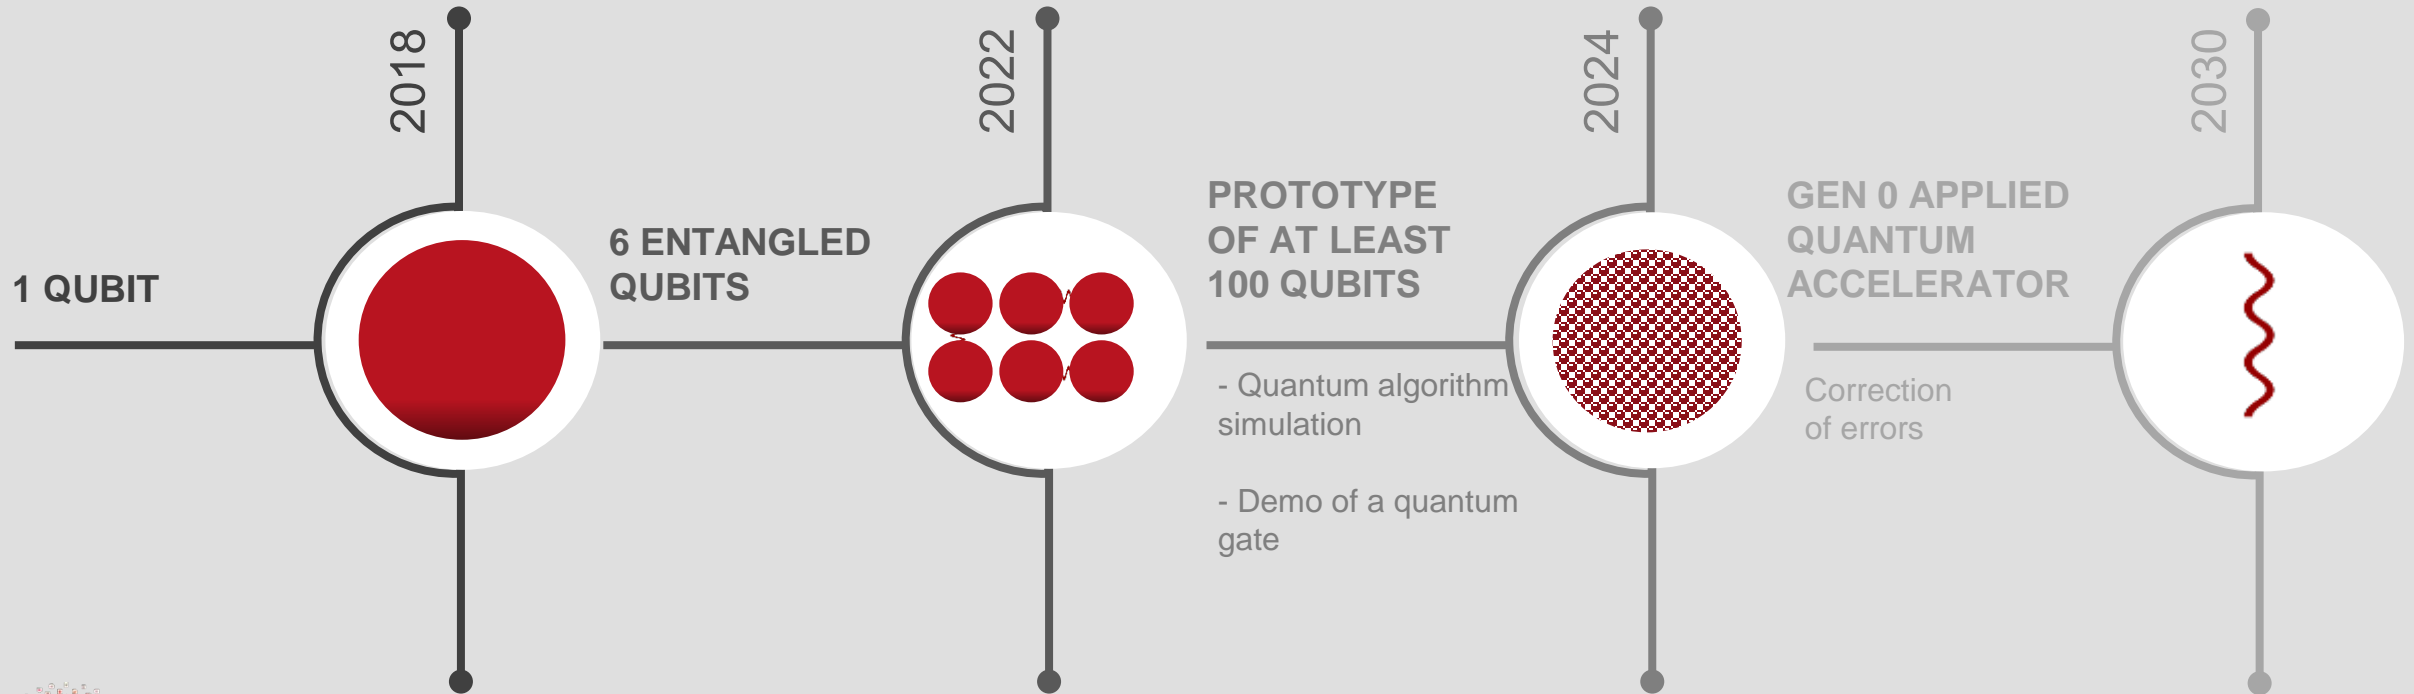 2018
1 QUBIT
2022
6 ENTANGLED
QUBITS
2024
PROTOTYPE
OF AT LEAST
100 QUBITS
- Quantum algorithm
simulation
- Demo of a quantum
gate
2030
GEN 0 APPLIED
QUANTUM
ACCELERATOR
Correction
of errors